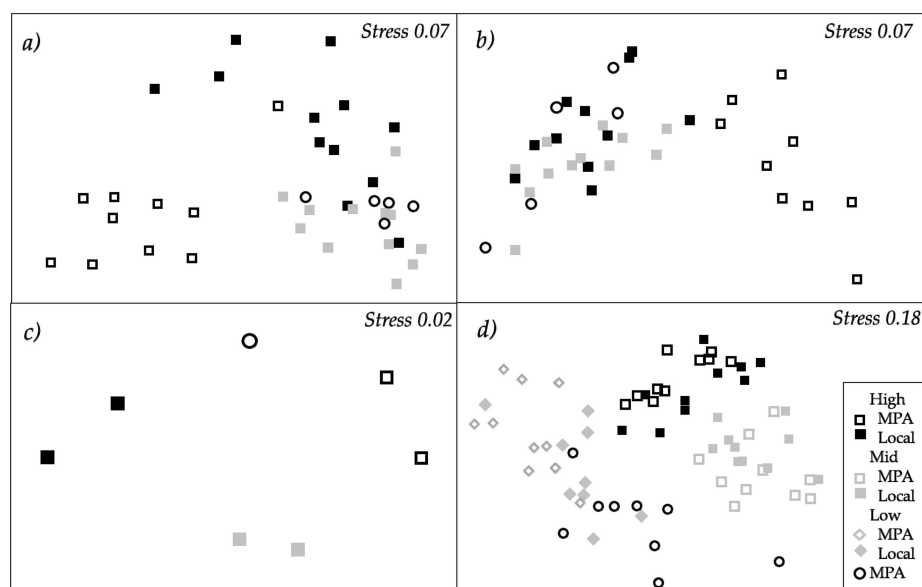 a)
Stress 0.07
b)
Stress 0.07
c)
Stress 0.02
d)
Stress 0.18
High
MPA
Local
Mid
MPA
Local
Low
MPA
Local
MPA